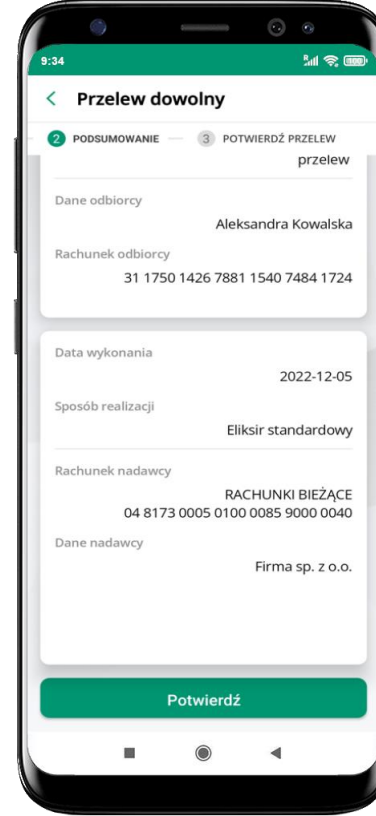 9:34
Przelew dowolny
2 PODSUMOWANIE 3 POTWIERDŹ PRZELEW
przelew
Dane odbiorcy
Aleksandra Kowalska
Rachunek odbiorcy
31 1750 1426 7881 1540 7484 1724
Data wykonania
2022-12-05
Sposób realizacji
Eliksir standardowy
Rachunek nadawcy
RACHUNKI BIEŻĄCE
04 8173 0005 0100 0085 9000 0040
Dane nadawcy
Firma sp. z o.o.
Potwierdź